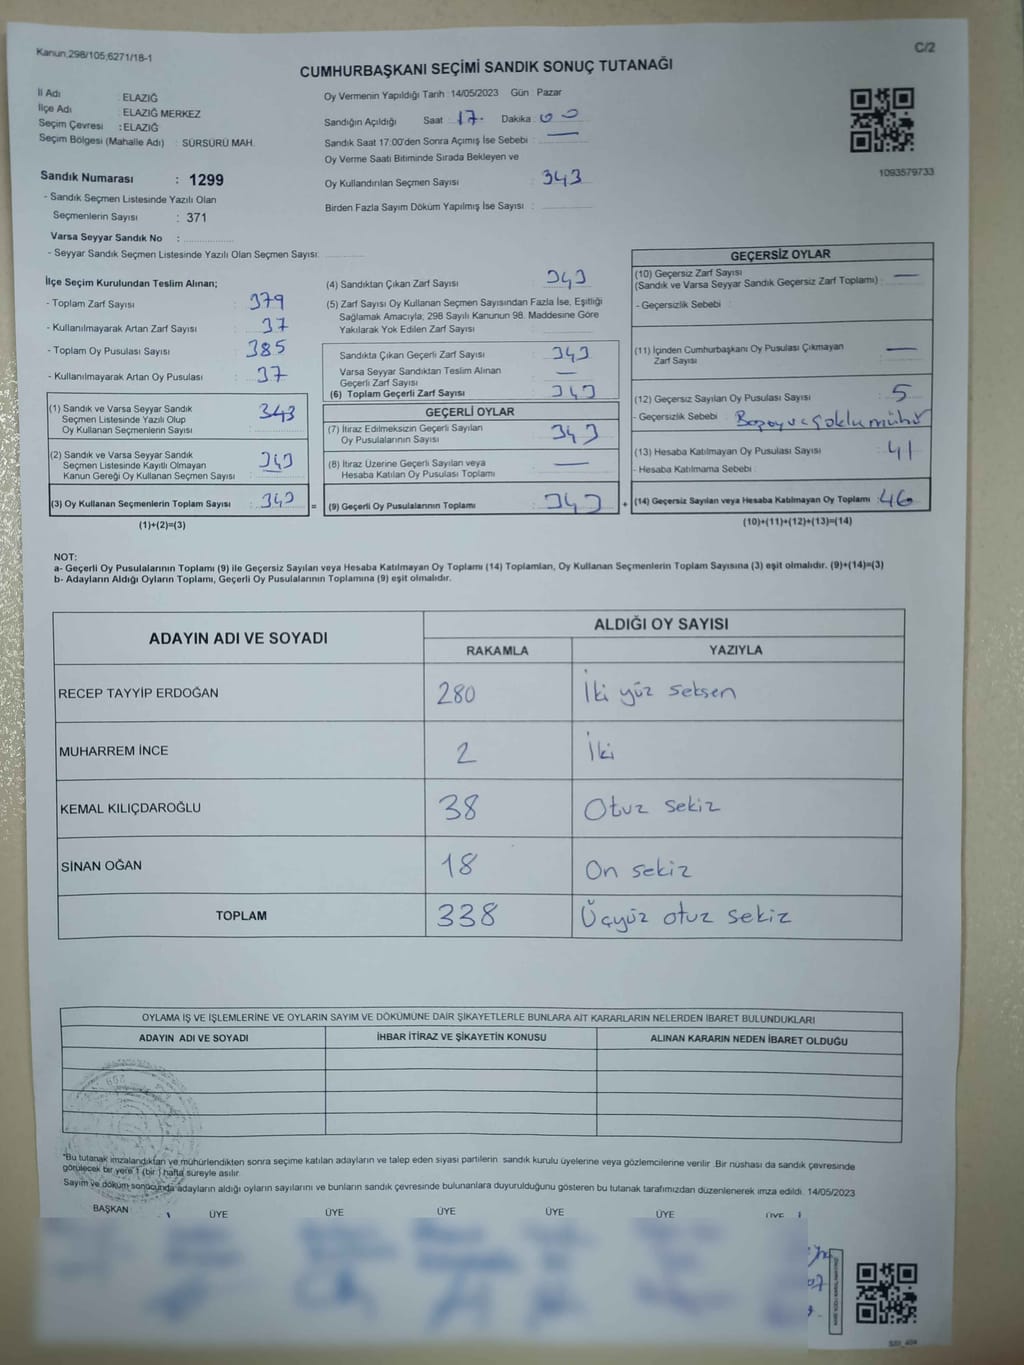 Kanun;298/105;6271/18-1
C/2
CUMHURBAŞKANI SEÇİMİ SANDIK SONUÇ TUTANAĞI
İl Adı : ELAZIĞ
İlçe Adı : ELAZIĞ MERKEZ
Seçim Çevresi : ELAZIĞ
Seçim Bölgesi (Mahalle Adı) : SÜRSÜRÜ MAH.
Sandık Numarası : 1299
- Sandık Seçmen Listesinde Yazılı Olan
Seçmenlerin Sayısı : 371
Varsa Seyyar Sandık No :
- Seyyar Sandık Seçmen Listesinde Yazılı Olan Seçmen Sayısı:
Oy Vermenin Yapıldığı Tarih :14/05/2023 Gün : Pazar
Sandığın Açıldığı Saat : 17. Dakika : 00
Sandık Saat 17:00'den Sonra Açımış İse Sebebi : —
Oy Verme Saati Bitiminde Sırada Bekleyen ve
Oy Kullandırılan Seçmen Sayısı : 343
Birden Fazla Sayım Döküm Yapılmış İse Sayısı :
1093579733
İlçe Seçim Kurulundan Teslim Alınan;
- Toplam Zarf Sayısı : 379
- Kullanılmayarak Artan Zarf Sayısı : 37
- Toplam Oy Pusulası Sayısı : 385
- Kullanılmayarak Artan Oy Pusulası : 37
(1) Sandık ve Varsa Seyyar Sandık
Seçmen Listesinde Yazılı Olup
Oy Kullanan Seçmenlerin Sayısı : 343
(2) Sandık ve Varsa Seyyar Sandık
Seçmen Listesinde Kayıtlı Olmayan
Kanun Gereği Oy Kullanan Seçmen Sayısı : 343
(3) Oy Kullanan Seçmenlerin Toplam Sayısı : 343 =
(1)+(2)=(3)
(4) Sandıktan Çıkan Zarf Sayısı : 343
(5) Zarf Sayısı Oy Kullanan Seçmen Sayısından Fazla İse, Eşitliği
Sağlamak Amacıyla; 298 Sayılı Kanunun 98. Maddesine Göre
Yakılarak Yok Edilen Zarf Sayısı :
Sandıkta Çıkan Geçerli Zarf Sayısı : 343
Varsa Seyyar Sandıktan Teslim Alınan
Geçerli Zarf Sayısı : —
(6) Toplam Geçerli Zarf Sayısı : 343
GEÇERLİ OYLAR
(7) İtiraz Edilmeksizin Geçerli Sayılan
Oy Pusulalarının Sayısı : 343
(8) İtiraz Üzerine Geçerli Sayılan veya
Hesaba Katılan Oy Pusulası Toplamı : —
(9) Geçerli Oy Pusulalarının Toplamı : 343 +
GEÇERSİZ OYLAR
(10) Geçersiz Zarf Sayısı
(Sandık ve Varsa Seyyar Sandık Geçersiz Zarf Toplamı) : —
- Geçersizlik Sebebi :
(11) İçinden Cumhurbaşkanı Oy Pusulası Çıkmayan
Zarf Sayısı : —
(12) Geçersiz Sayılan Oy Pusulası Sayısı : 5
- Geçersizlik Sebebi :
(13) Hesaba Katılmayan Oy Pusulası Sayısı : 41
- Hesaba Katılmama Sebebi :
(14) Geçersiz Sayılan veya Hesaba Katılmayan Oy Toplamı : 46
(10)+(11)+(12)+(13)=(14)
NOT:
a- Geçerli Oy Pusulalarının Toplamı (9) ile Geçersiz Sayılan veya Hesaba Katılmayan Oy Toplamı (14) Toplamları, Oy Kullanan Seçmenlerin Toplam Sayısına (3) eşit olmalıdır. (9)+(14)=(3)
b- Adayların Aldığı Oyların Toplamı, Geçerli Oy Pusulalarının Toplamına (9) eşit olmalıdır.
ADAYIN ADI VE SOYADI
ALDIĞI OY SAYISI
RAKAMLA YAZIYLA
RECEP TAYYİP ERDOĞAN 280 İki yüz seksen
MUHARREM İNCE 2 İki
KEMAL KILIÇDAROĞLU 38 Otuz sekiz
SİNAN OĞAN 18 On sekiz
TOPLAM 338 Üçyüz otuz sekiz
OYLAMA İŞ VE İŞLEMLERİNE VE OYLARIN SAYIM VE DÖKÜMÜNE DAİR ŞİKAYETLERLE BUNLARA AİT KARARLARIN NELERDEN İBARET BULUNDUKLARI
ADAYIN ADI VE SOYADI İHBAR İTİRAZ VE ŞİKAYETİN KONUSU ALINAN KARARIN NEDEN İBARET OLDUĞU
*Bu tutanak imzalandıktan ve mühürlendikten sonra seçime katılan adayların ve talep eden siyasi partilerin sandık kurulu üyelerine veya gözlemcilerine verilir. Bir nüshası da sandık çevresinde
görülecek bir yere 1 (bir) hafta süreyle asılır.
Sayım ve döküm sonucunda adayların aldığı oyların sayılarını ve bunların sandık çevresinde bulunanlara duyurulduğunu gösteren bu tutanak tarafımızdan düzenlenerek imza edildi. 14/05/2023
BAŞKAN ÜYE ÜYE ÜYE ÜYE ÜYE ÜYE